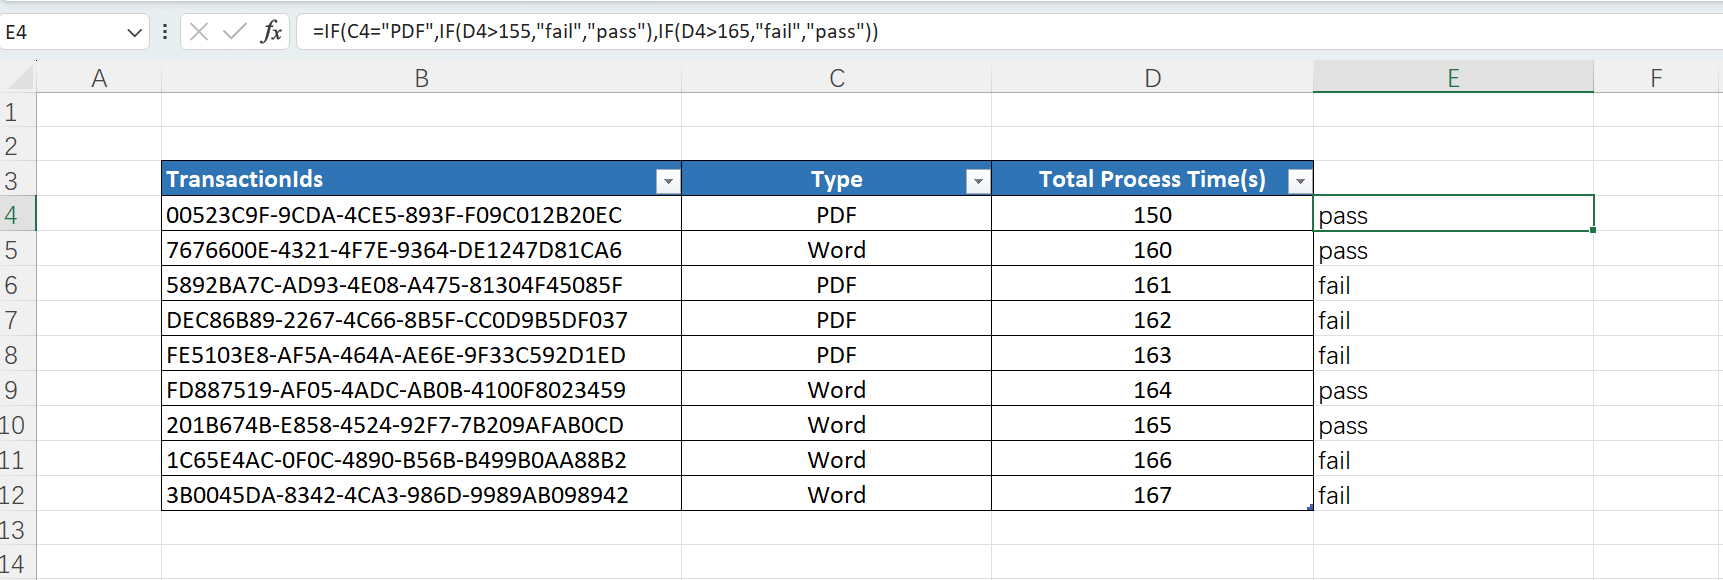 E4 fx =IF(C4="PDF",IF(D4>155,"fail","pass"),IF(D4>165,"fail","pass"))
A B C D E F
1
2
3 TransactionIds Type Total Process Time(s)
4 00523C9F-9CDA-4CE5-893F-F09C012B20EC PDF 150 pass
5 7676600E-4321-4F7E-9364-DE1247D81CA6 Word 160 pass
6 5892BA7C-AD93-4E08-A475-81304F45085F PDF 161 fail
7 DEC86B89-2267-4C66-8B5F-CC0D9B5DF037 PDF 162 fail
8 FE5103E8-AF5A-464A-AE6E-9F33C592D1ED PDF 163 fail
9 FD887519-AF05-4ADC-AB0B-4100F8023459 Word 164 pass
10 201B674B-E858-4524-92F7-7B209AFAB0CD Word 165 pass
11 1C65E4AC-0F0C-4890-B56B-B499B0AA88B2 Word 166 fail
12 3B0045DA-8342-4CA3-986D-9989AB098942 Word 167 fail
13
14